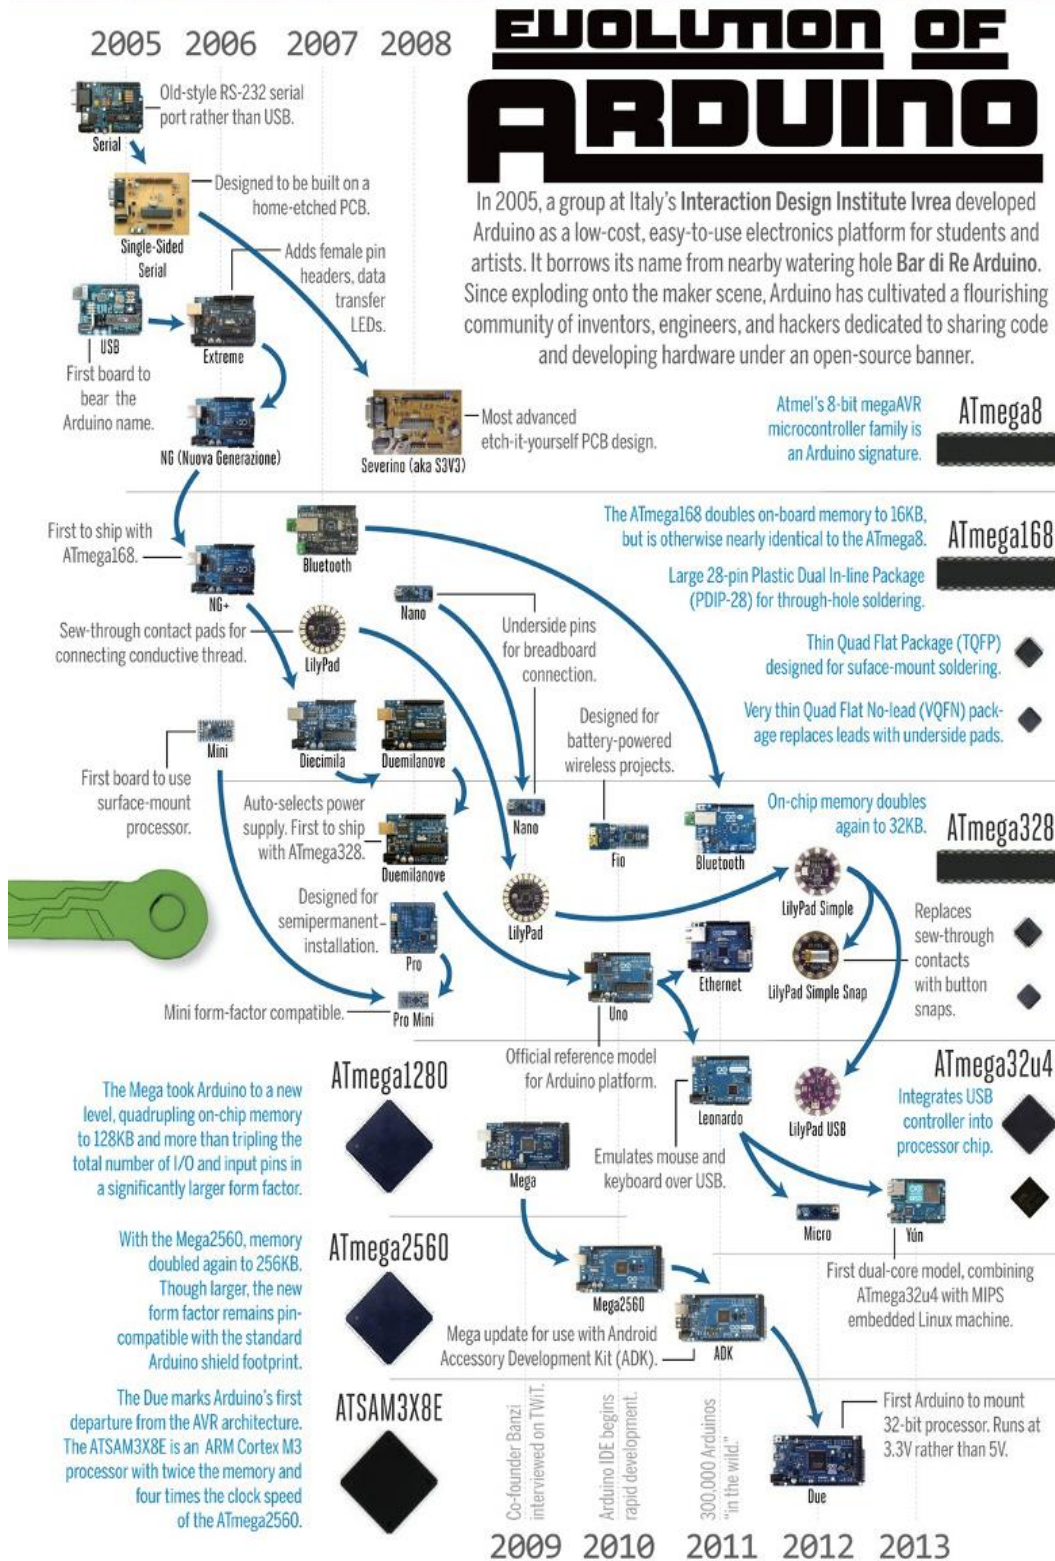 2005 2006 2007 2008
EVOLUTION OF
ARDUINO
In 2005, a group at Italy's Interaction Design Institute Ivrea developed
Arduino as a low-cost, easy-to-use electronics platform for students and
artists. It borrows its name from nearby watering hole Bar di Re Arduino.
Since exploding onto the maker scene, Arduino has cultivated a flourishing
community of inventors, engineers, and hackers dedicated to sharing code
and developing hardware under an open-source banner.
Old-style RS-232 serial
port rather than USB.
Serial
Designed to be built on a
home-etched PCB.
Single-Sided
Serial
Adds female pin
headers, data
transfer
LEDs.
USB
Extreme
First board to
bear the
Arduino name.
NG (Nuova Generazione)
Most advanced
etch-it-yourself PCB design.
Severino (aka S3V3)
Atmel's 8-bit megaAVR
microcontroller family is
an Arduino signature.
ATmega8
First to ship with
ATmega168.
NG+
Bluetooth
Nano
The ATmega168 doubles on-board memory to 16KB,
but is otherwise nearly identical to the ATmega8.
ATmega168
Large 28-pin Plastic Dual In-line Package
(PDIP-28) for through-hole soldering.
Sew-through contact pads for
connecting conductive thread.
LilyPad
Underside pins
for breadboard
connection.
Thin Quad Flat Package (TQFP)
designed for suface-mount soldering.
Very thin Quad Flat No-lead (VQFN) pack-
age replaces leads with underside pads.
Mini
Diecimila
Duemilanove
Designed for
battery-powered
wireless projects.
First board to use
surface-mount
processor.
Auto-selects power
supply. First to ship
with ATmega328.
Duemilanove
Nano
Fio
Bluetooth
On-chip memory doubles
again to 32KB.
ATmega328
Designed for
semipermanent
installation.
Pro
LilyPad
LilyPad Simple
Replaces
sew-through
contacts
with button
snaps.
Ethernet
LilyPad Simple Snap
Mini form-factor compatible.
Pro Mini
Uno
Official reference model
for Arduino platform.
ATmega32u4
Integrates USB
controller into
processor chip.
Leonardo
LilyPad USB
ATmega1280
The Mega took Arduino to a new
level, quadrupling on-chip memory
to 128KB and more than tripling the
total number of I/O and input pins in
a significantly larger form factor.
Mega
Emulates mouse and
keyboard over USB.
Micro
Yún
First dual-core model, combining
ATmega32u4 with MIPS
embedded Linux machine.
ATmega2560
With the Mega2560, memory
doubled again to 256KB.
Though larger, the new
form factor remains pin-
compatible with the standard
Arduino shield footprint.
Mega2560
Mega update for use with Android
Accessory Development Kit (ADK).
ADK
ATSAM3X8E
The Due marks Arduino's first
departure from the AVR architecture.
The ATSAM3X8E is an ARM Cortex M3
processor with twice the memory and
four times the clock speed
of the ATmega2560.
Co-founder Banzi
interviewed on TWiT.
Arduino IDE begins
rapid development.
300,000 Arduinos
"in the wild."
First Arduino to mount
32-bit processor. Runs at
3.3V rather than 5V.
Due
2009 2010 2011 2012 2013